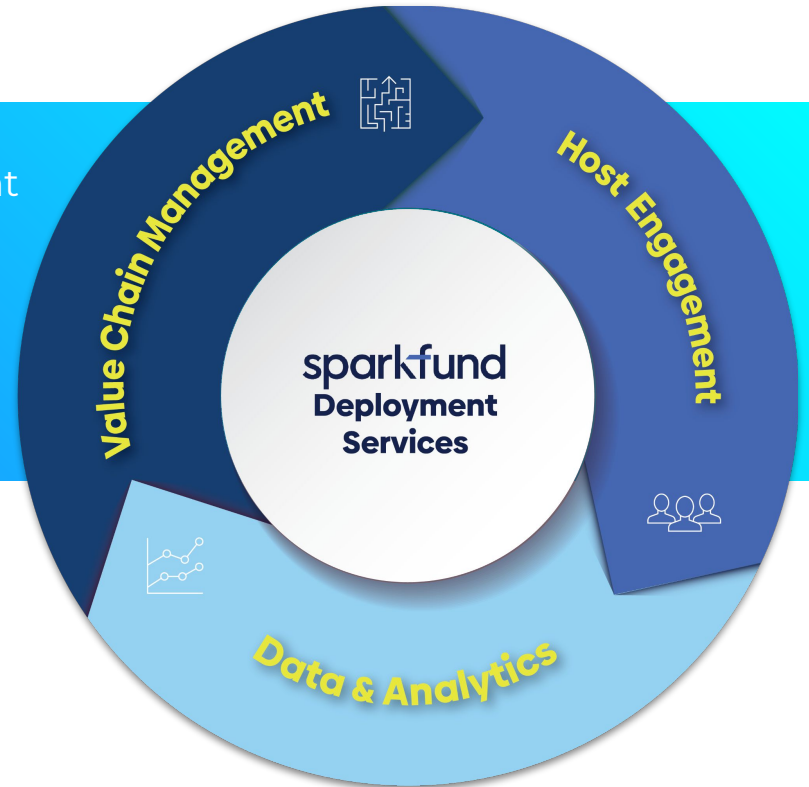 Value Chain Management
Host Engagement
sparkfund
Deployment
Services
Data & Analytics